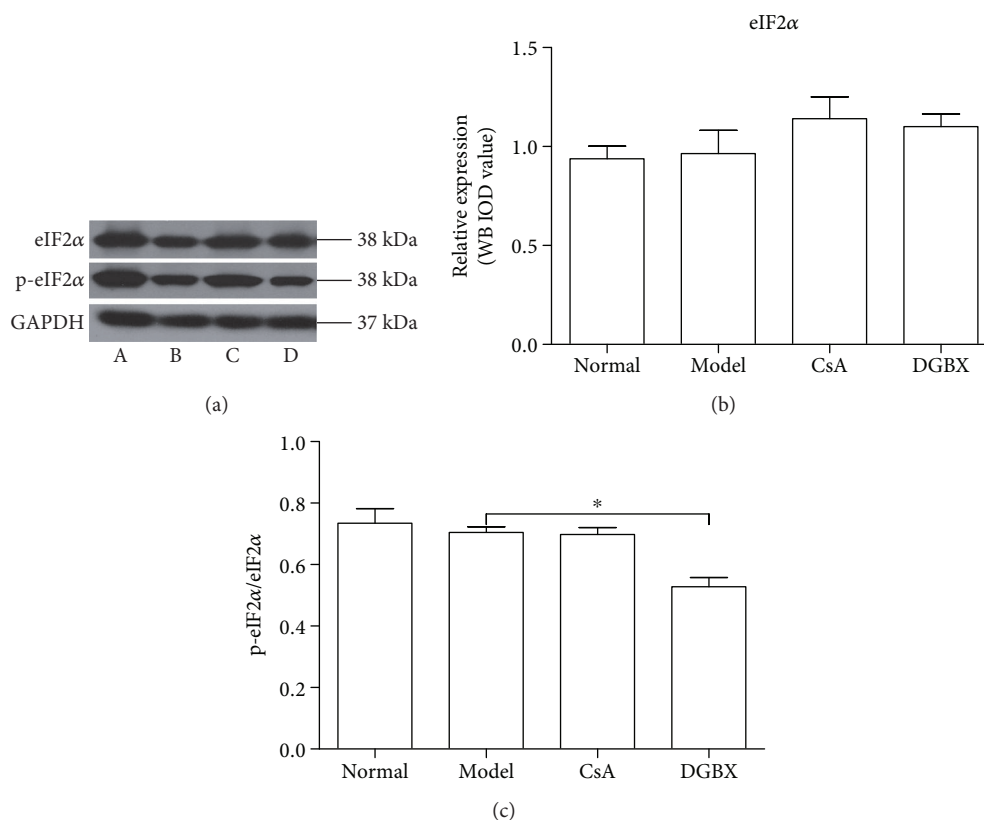 eIF2α
38 kDa
p-eIF2α
38 kDa
GAPDH
37 kDa
A B C D
(a)
eIF2α
Relative expression
(WB IOD value)
1.5
1.0
0.5
0.0
Normal Model CsA DGBX
(b)
p-eIF2α/eIF2α
1.0
0.8
0.6
0.4
0.2
0.0
*
Normal Model CsA DGBX
(c)